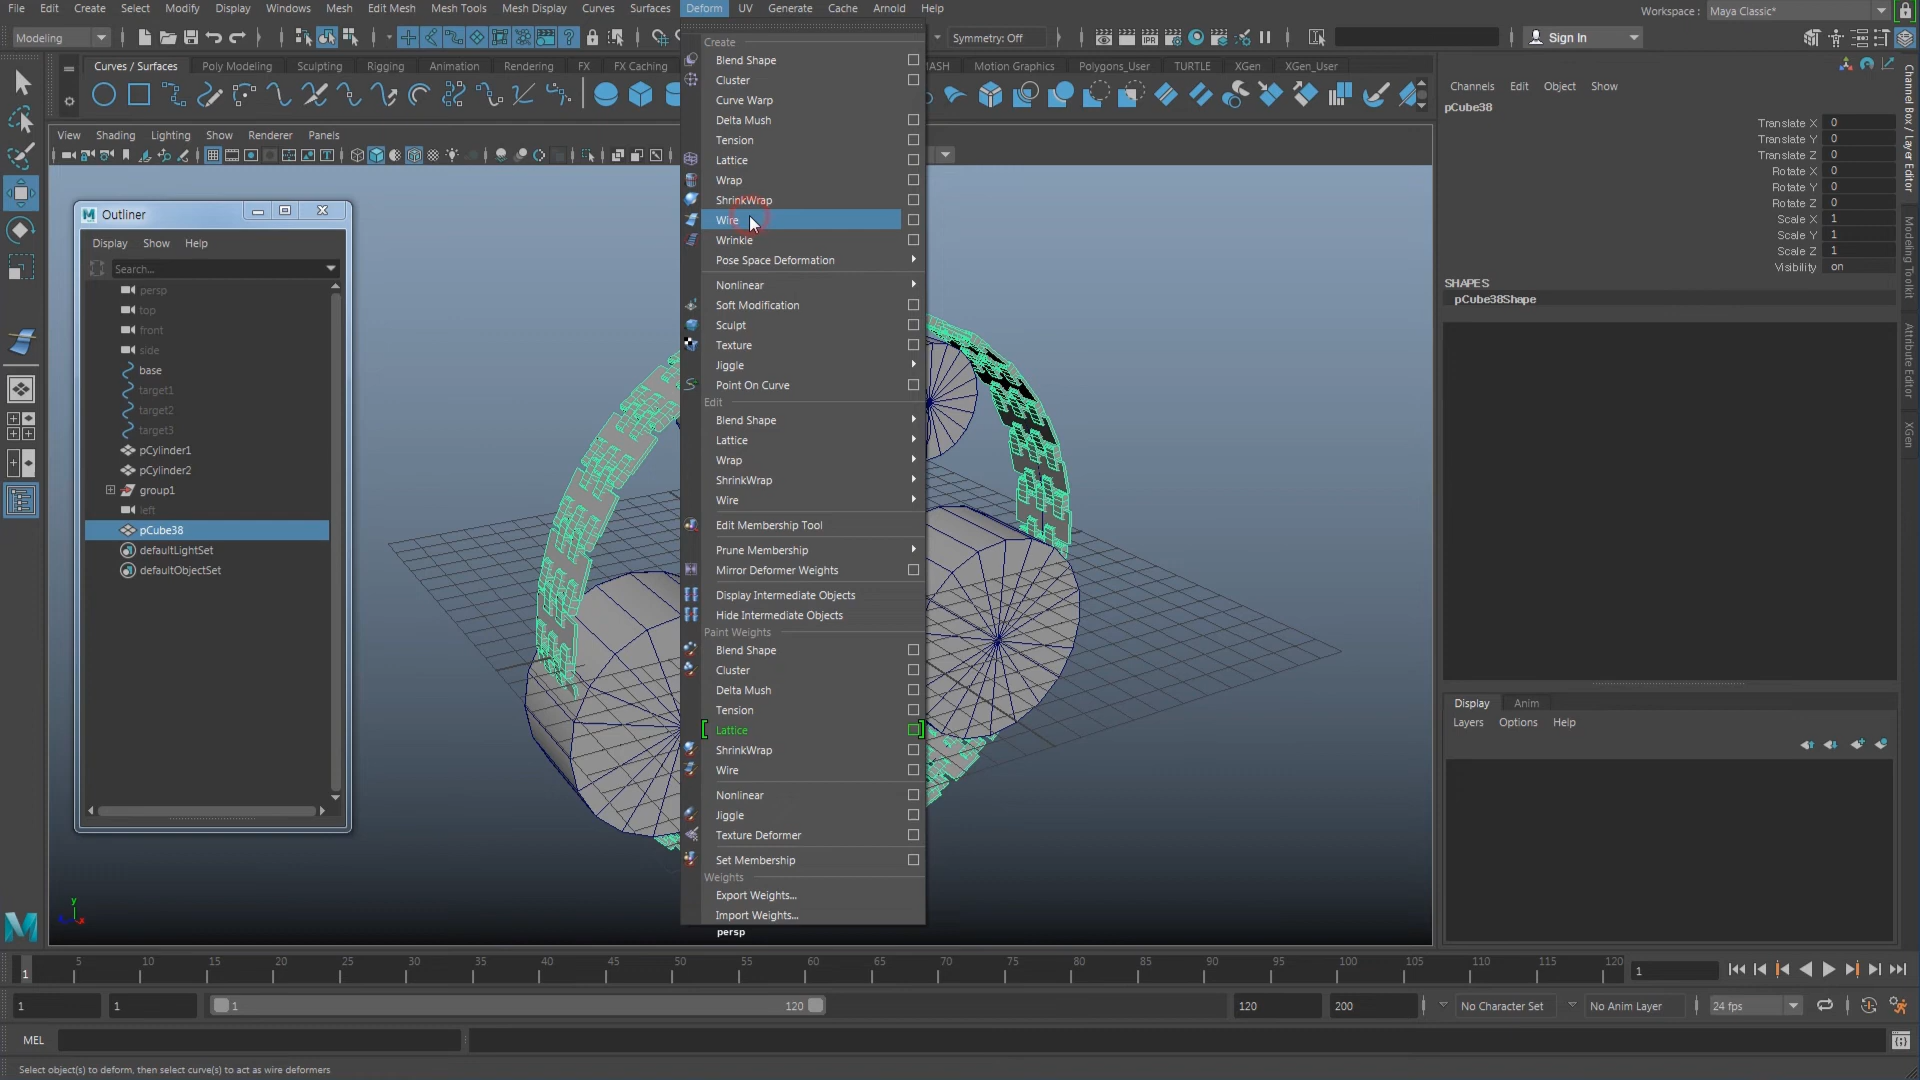 File Edit Create Select Modify Display Windows Mesh Edit Mesh Mesh Tools Mesh Display Curves Surfaces Deform UV Generate Cache Arnold Help
Workspace : Maya Classic*
Modeling
Symmetry: Off
Sign In
Curves / Surfaces Poly Modeling Sculpting Rigging Animation Rendering FX FX Caching MASH Motion Graphics Polygons_User TURTLE XGen XGen_User
View Shading Lighting Show Renderer Panels
Outliner
Display Show Help
Search...
persp
top
front
side
base
target1
target2
target3
pCylinder1
pCylinder2
group1
left
pCube38
defaultLightSet
defaultObjectSet
Create
Blend Shape
Cluster
Curve Warp
Delta Mush
Tension
Lattice
Wrap
ShrinkWrap
Wire
Wrinkle
Pose Space Deformation
Nonlinear
Soft Modification
Sculpt
Texture
Jiggle
Point On Curve
Edit
Blend Shape
Lattice
Wrap
ShrinkWrap
Wire
Edit Membership Tool
Prune Membership
Mirror Deformer Weights
Display Intermediate Objects
Hide Intermediate Objects
Paint Weights
Blend Shape
Cluster
Delta Mush
Tension
Lattice
ShrinkWrap
Wire
Nonlinear
Jiggle
Texture Deformer
Set Membership
Weights
Export Weights...
Import Weights...
persp
Channels Edit Object Show
pCube38
Translate X 0
Translate Y 0
Translate Z 0
Rotate X 0
Rotate Y 0
Rotate Z 0
Scale X 1
Scale Y 1
Scale Z 1
Visibility on
SHAPES
pCube38Shape
Channel Box / Layer Editor
Modeling Toolkit
Attribute Editor
XGen
Display Anim
Layers Options Help
y
x
1 5 10 15 20 25 30 35 40 45 50 55 60 65 70 75 80 85 90 95 100 105 110 115 120
1
1 1 1 120 120 200 No Character Set No Anim Layer 24 fps
MEL
Select object(s) to deform, then select curve(s) to act as wire deformers